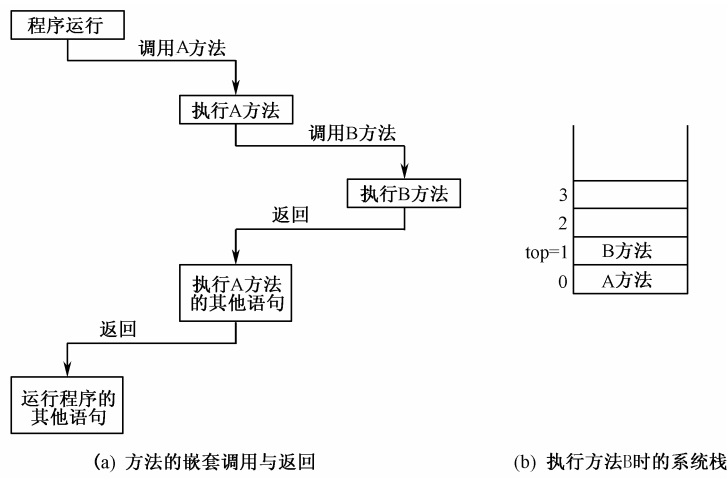 程序运行
调用A方法
执行A方法
调用B方法
执行B方法
返回
执行A方法
的其他语句
返回
运行程序的
其他语句
(a) 方法的嵌套调用与返回
3
2
top=1 B方法
0 A方法
(b) 执行方法B时的系统栈